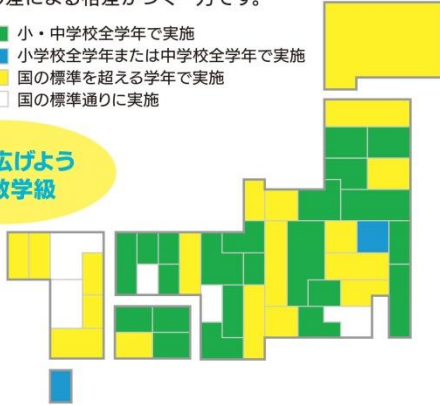 差による格差がつく一方です。
小・中学校全学年で実施
小学校全学年または中学校全学年で実施
国の標準を超える学年で実施
国の標準通りに実施
広げよう
数学級